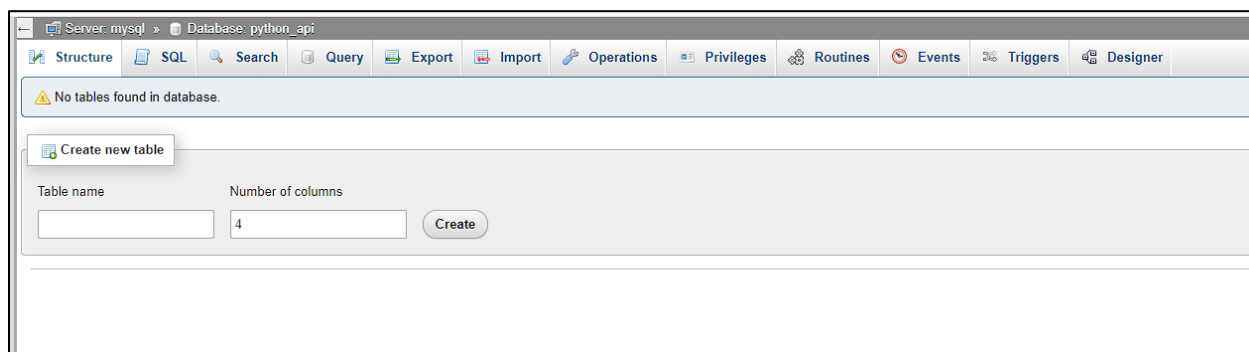 ← Server: mysql » Database: python_api
Structure SQL Search Query Export Import Operations Privileges Routines Events Triggers Designer
No tables found in database.
Create new table
Table name Number of columns
4 Create